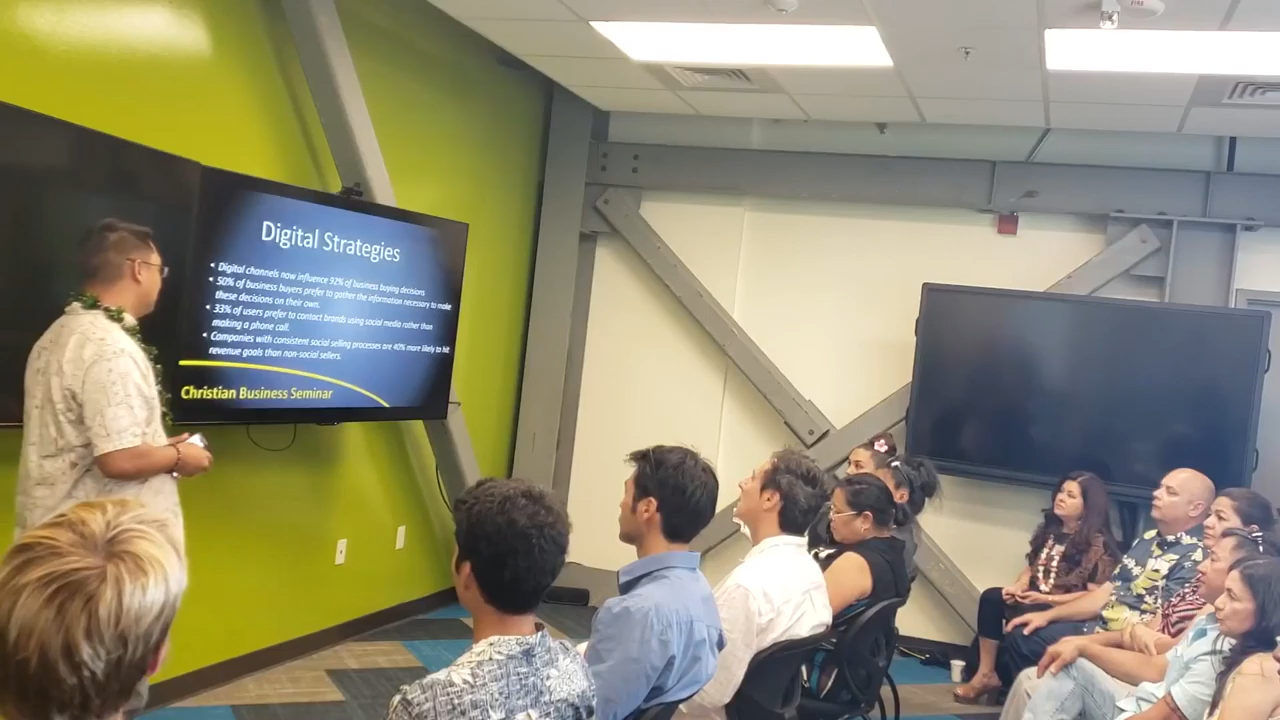 Digital Strategies
• Digital channels now influence 92% of business buying decisions
• 50% of business buyers prefer to gather the information necessary to make
these decisions on their own.
• 33% of users prefer to contact brands using social media rather than
making a phone call.
• Companies with consistent social selling processes are 40% more likely to hit
revenue goals than non-social sellers.
Christian Business Seminar
FIRE